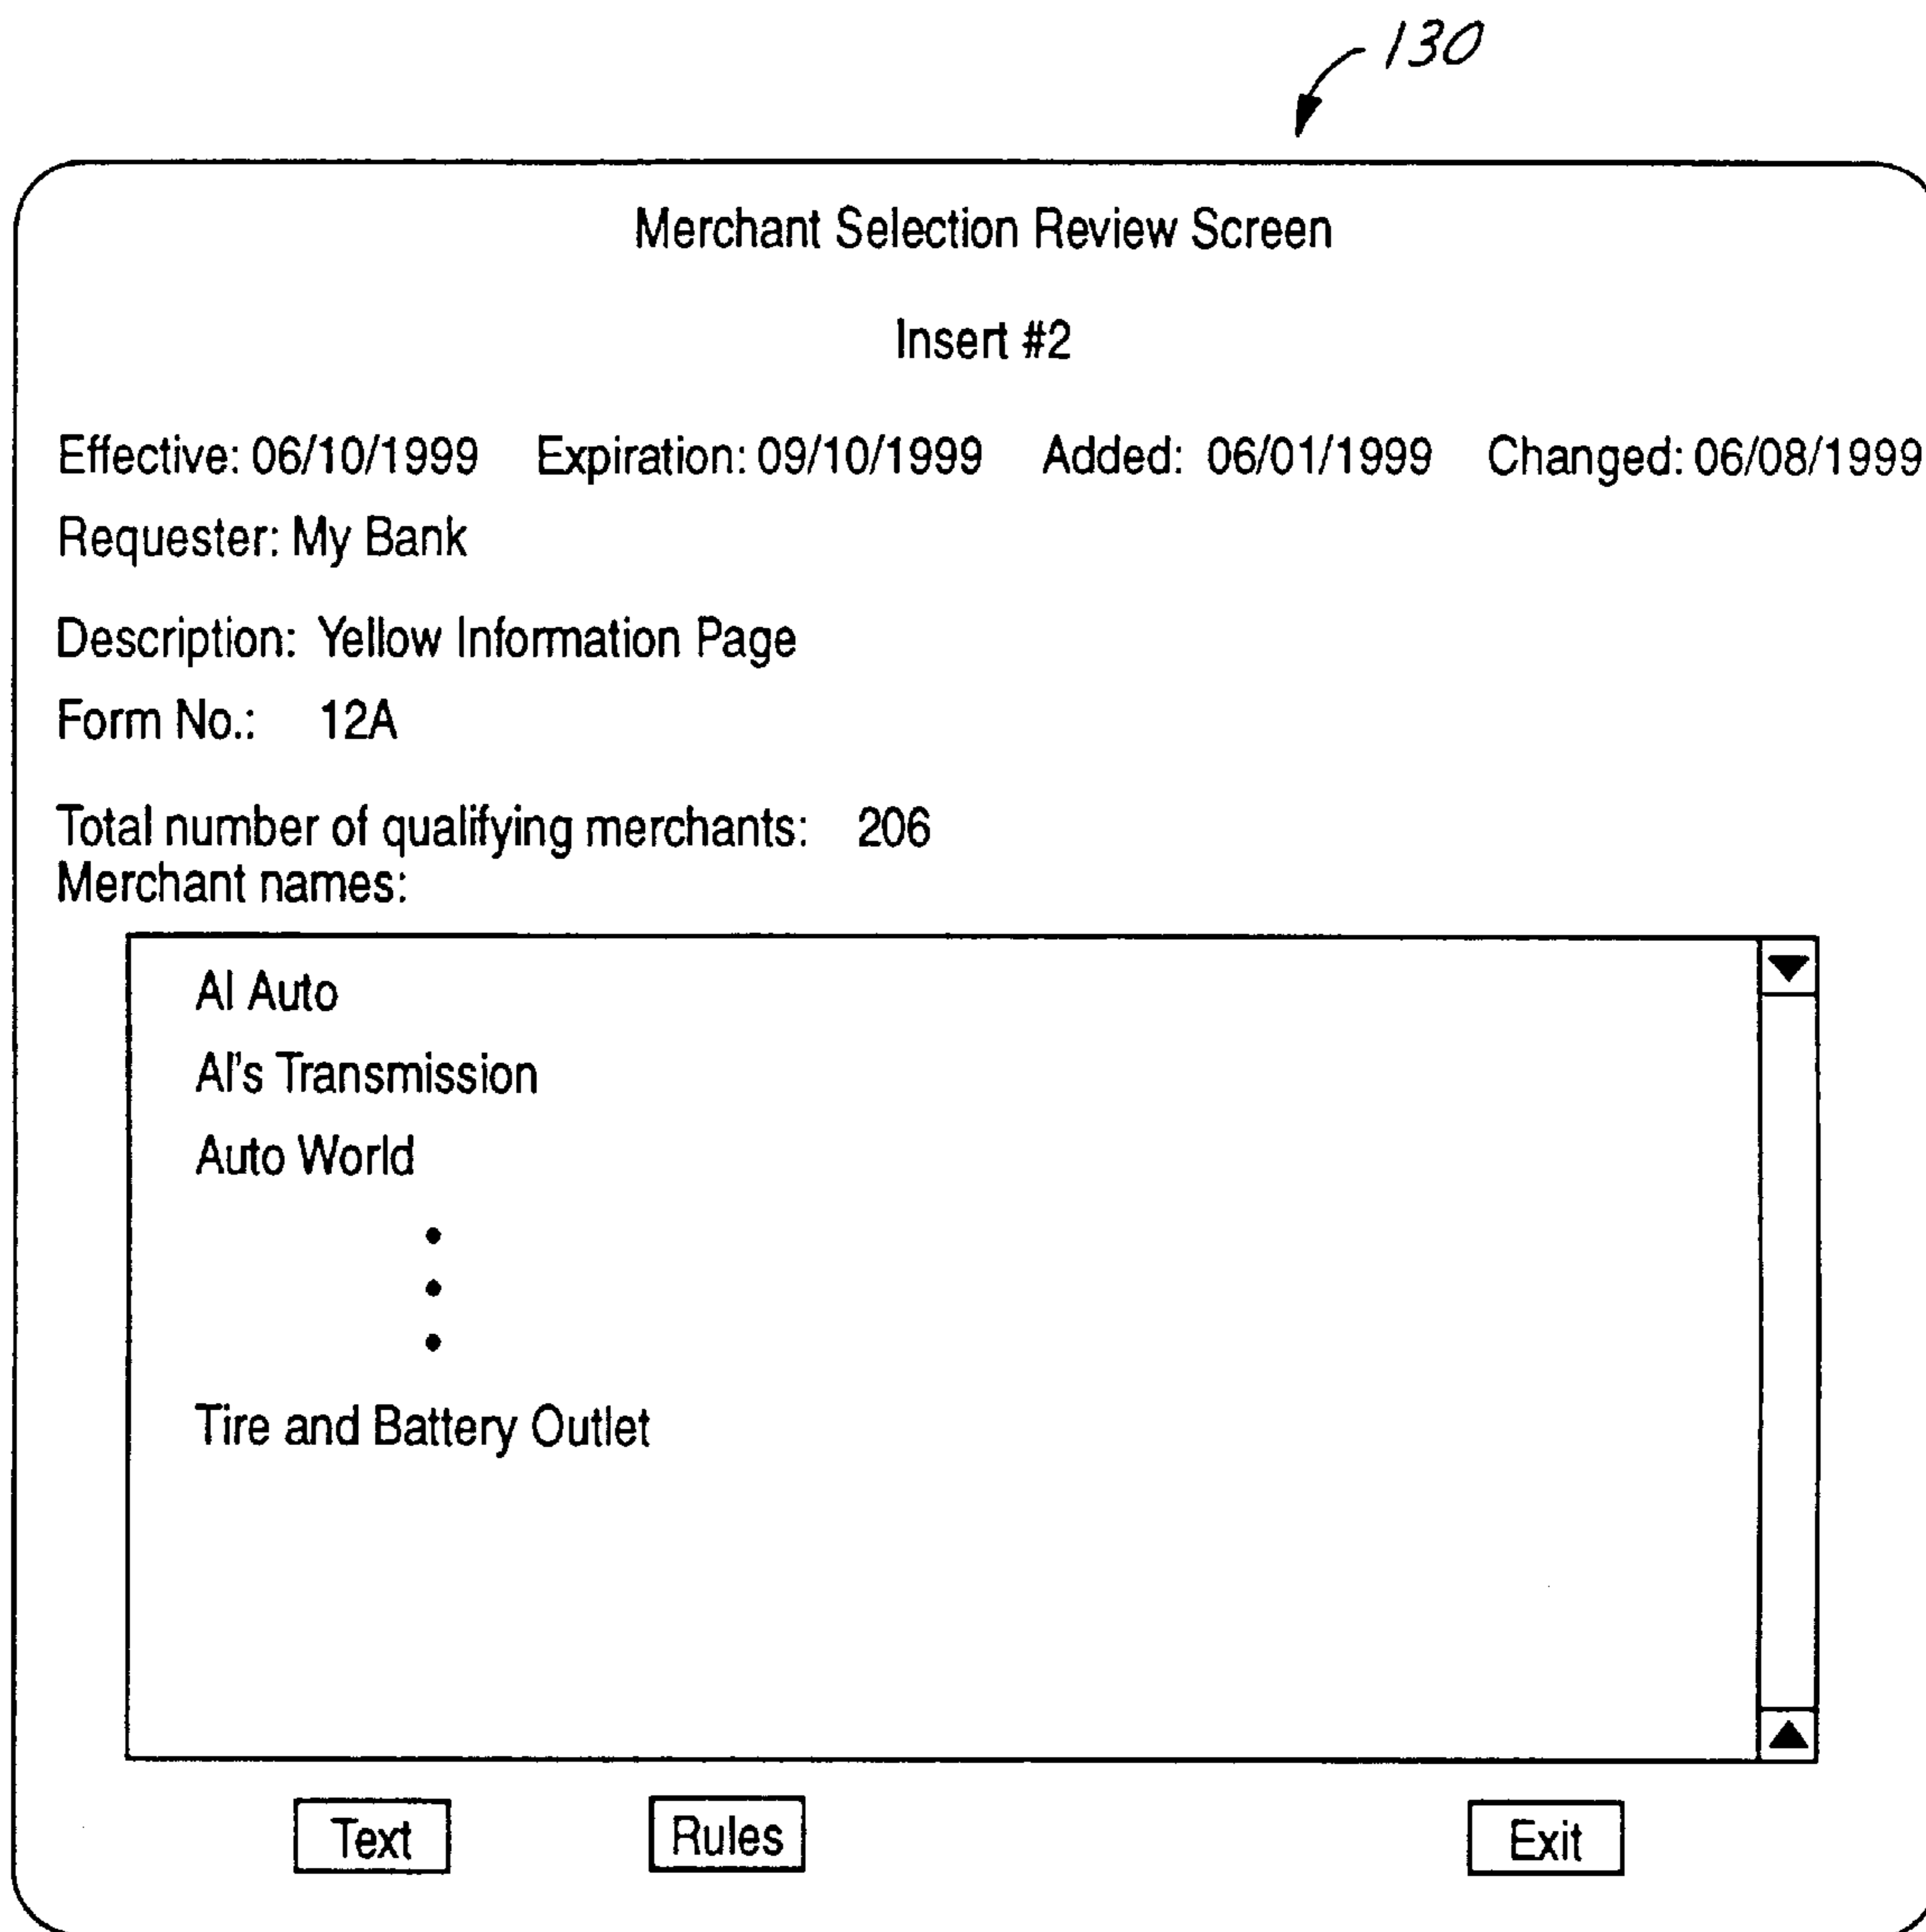 130
Merchant Selection Review Screen
Insert #2
Effective: 06/10/1999 Expiration: 09/10/1999 Added: 06/01/1999 Changed: 06/08/1999
Requester: My Bank
Description: Yellow Information Page
Form No.: 12A
Total number of qualifying merchants: 206
Merchant names:
Al Auto
Al's Transmission
Auto World
Tire and Battery Outlet
Text Rules Exit